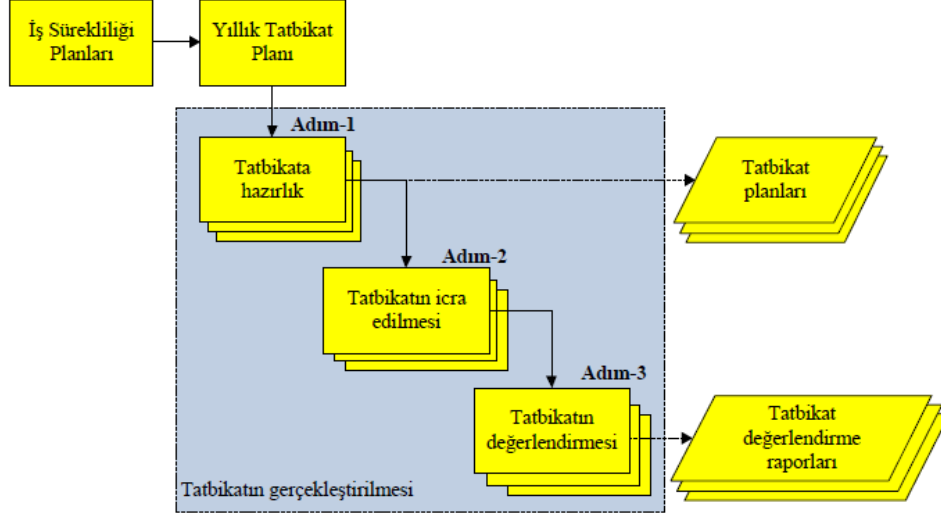 İş Sürekliliği
Planları
Yıllık Tatbikat
Planı
Adım-1
Tatbikata
hazırlık
Tatbikat
planları
Adım-2
Tatbikatın icra
edilmesi
Adım-3
Tatbikatın
değerlendirmesi
Tatbikat
değerlendirme
raporları
Tatbikatın gerçekleştirilmesi